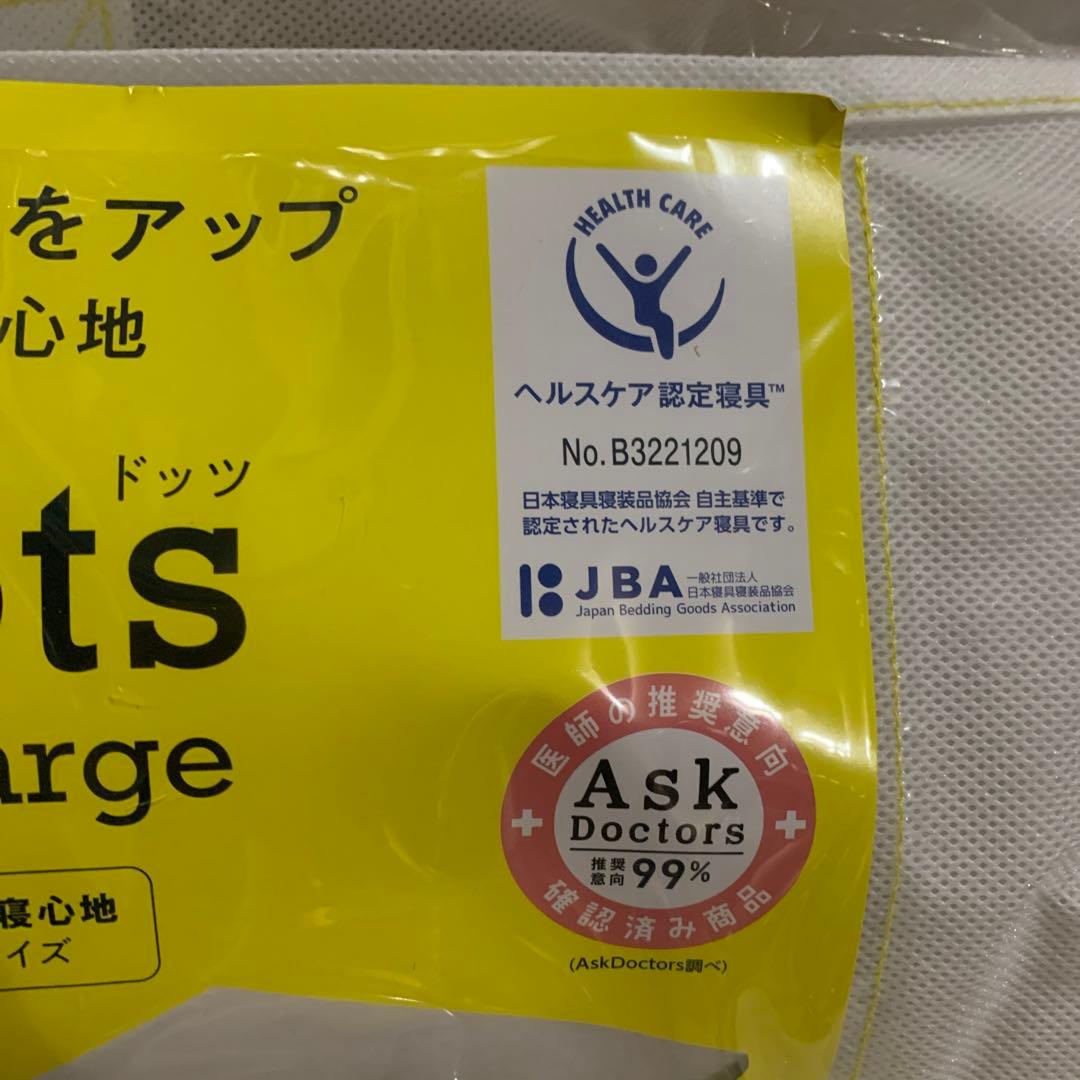 をアップ
心地
ドッツ
ots
arge
寝心地
イズ
HEALTH CARE
ヘルスケア認定寝具™
No.B3221209
日本寝具寝装品協会 自主基準で
認定されたヘルスケア寝具です。
JBA
一般社団法人
日本寝具寝装品協会
Japan Bedding Goods Association
医師の推奨意向
Ask
Doctors
推奨
意向 99%
確認済み商品
(AskDoctors調べ)